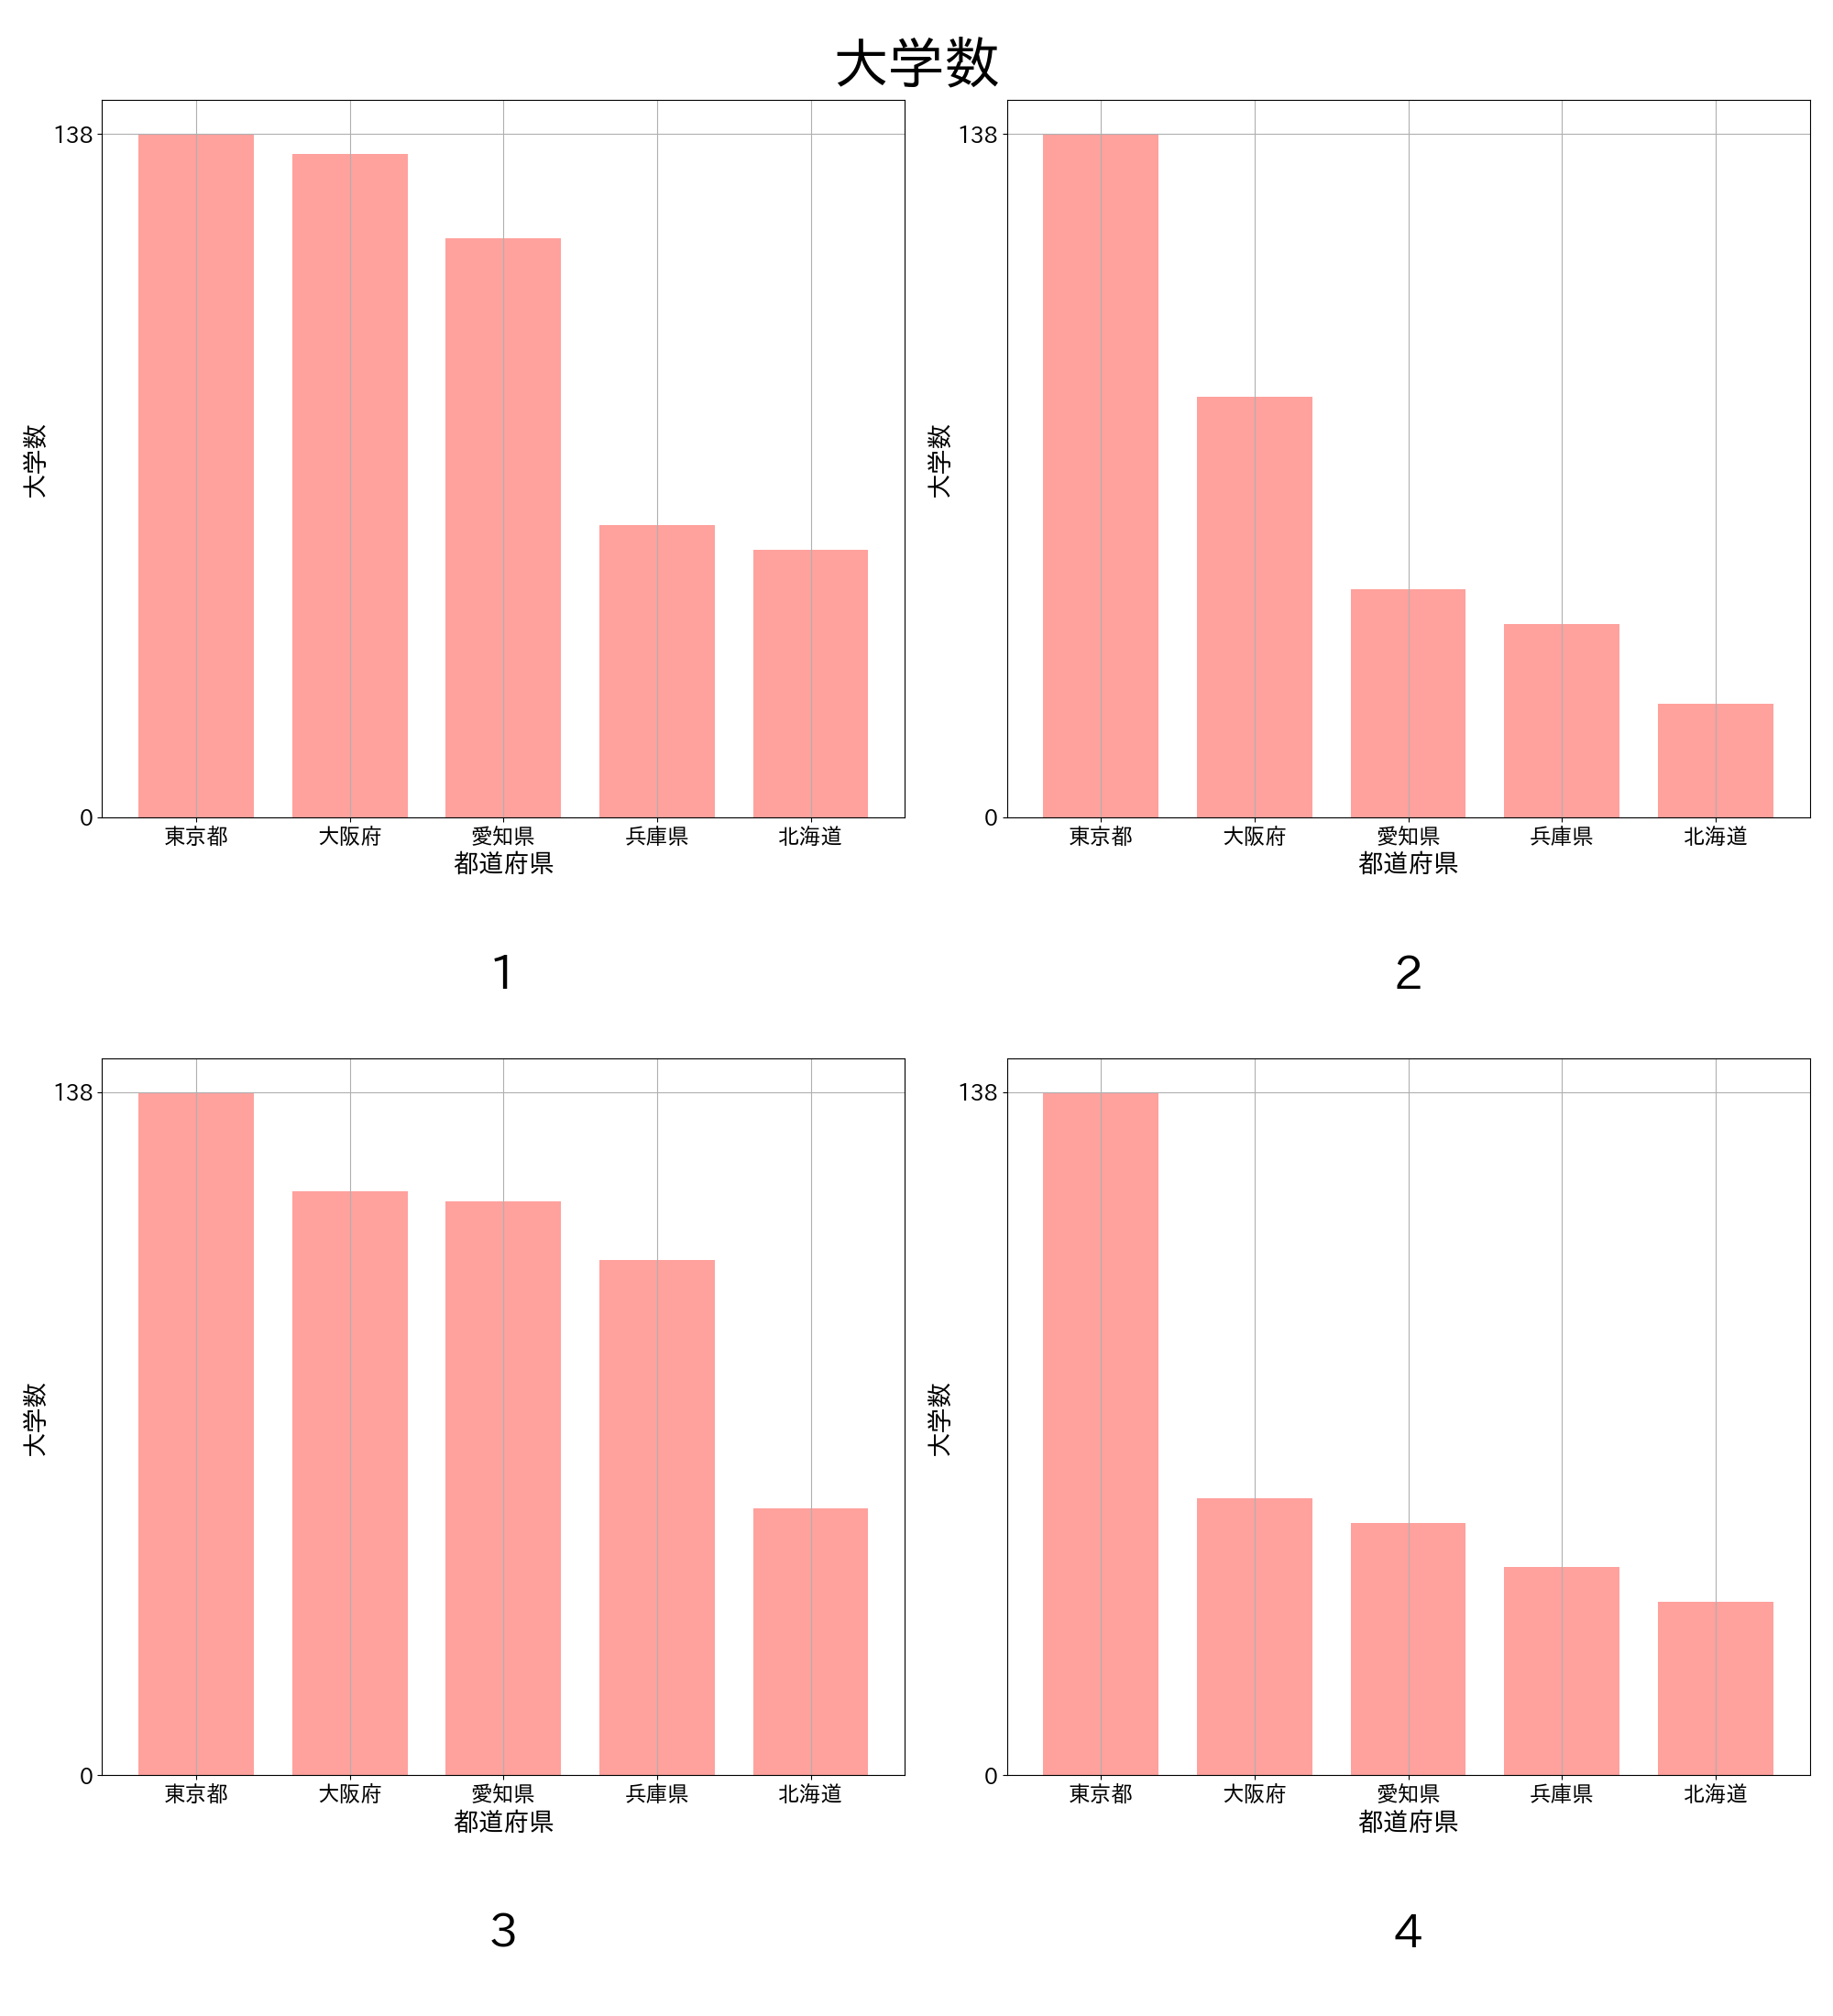 大学数
138
0
大学数
東京都 大阪府 愛知県 兵庫県 北海道
都道府県
1
138
0
大学数
東京都 大阪府 愛知県 兵庫県 北海道
都道府県
2
138
0
大学数
東京都 大阪府 愛知県 兵庫県 北海道
都道府県
3
138
0
大学数
東京都 大阪府 愛知県 兵庫県 北海道
都道府県
4